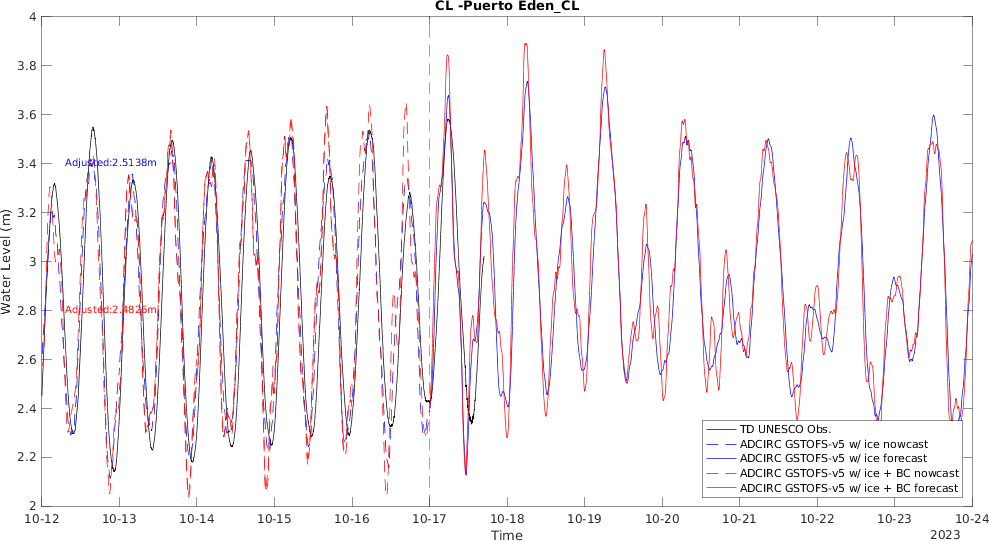 CL -Puerto Eden_CL
4
3.8
3.6
3.4
3.2
3
2.8
2.6
2.4
2.2
2
Water Level (m)
Adjusted:2.5138m
Adjusted:2.4826m
TD UNESCO Obs.
ADCIRC GSTOFS-v5 w/ ice nowcast
ADCIRC GSTOFS-v5 w/ ice forecast
ADCIRC GSTOFS-v5 w/ ice + BC nowcast
ADCIRC GSTOFS-v5 w/ ice + BC forecast
10-12 10-13 10-14 10-15 10-16 10-17 10-18 10-19 10-20 10-21 10-22 10-23 10-24
Time
2023